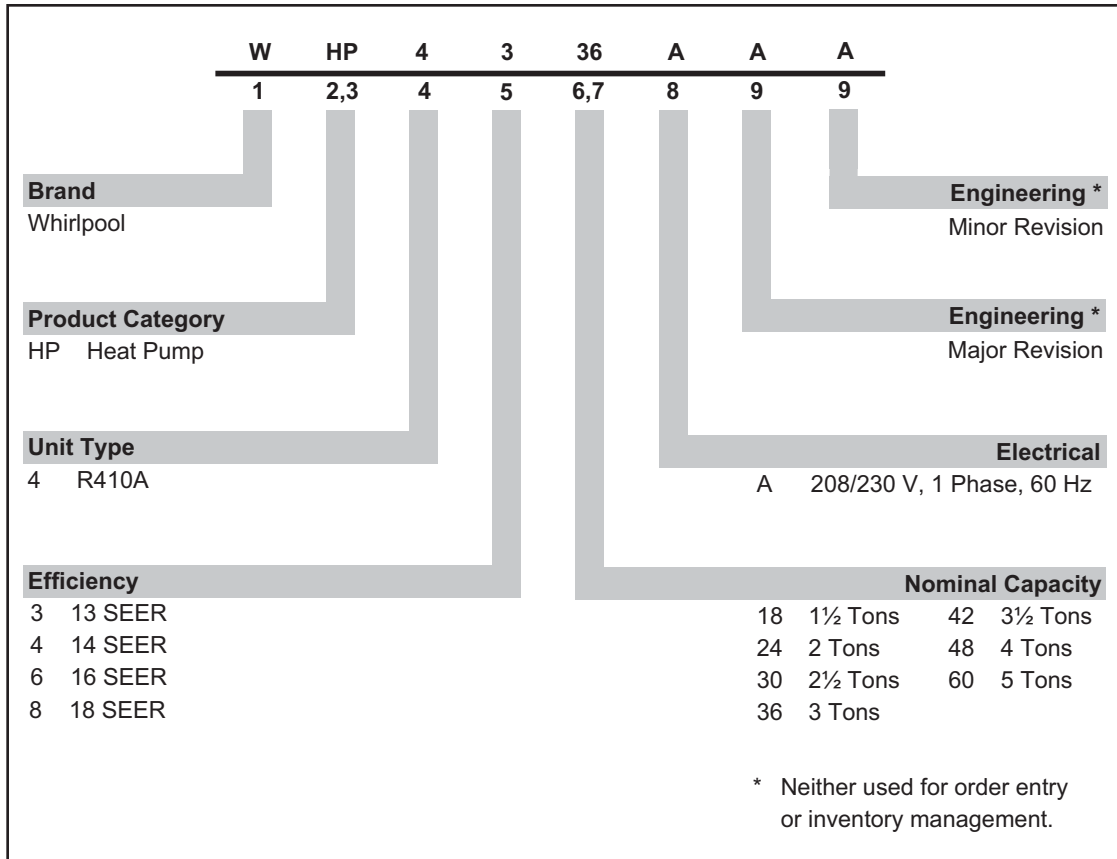 W HP 4 3 36 A A A
1 2,3 4 5 6,7 8 9 9
Brand
Whirlpool
Engineering *
Minor Revision
Product Category
HP Heat Pump
Engineering *
Major Revision
Unit Type
4 R410A
Electrical
A 208/230 V, 1 Phase, 60 Hz
Efficiency
3 13 SEER
4 14 SEER
6 16 SEER
8 18 SEER
Nominal Capacity
18 1½ Tons 42 3½ Tons
24 2 Tons 48 4 Tons
30 2½ Tons 60 5 Tons
36 3 Tons
* Neither used for order entry
or inventory management.